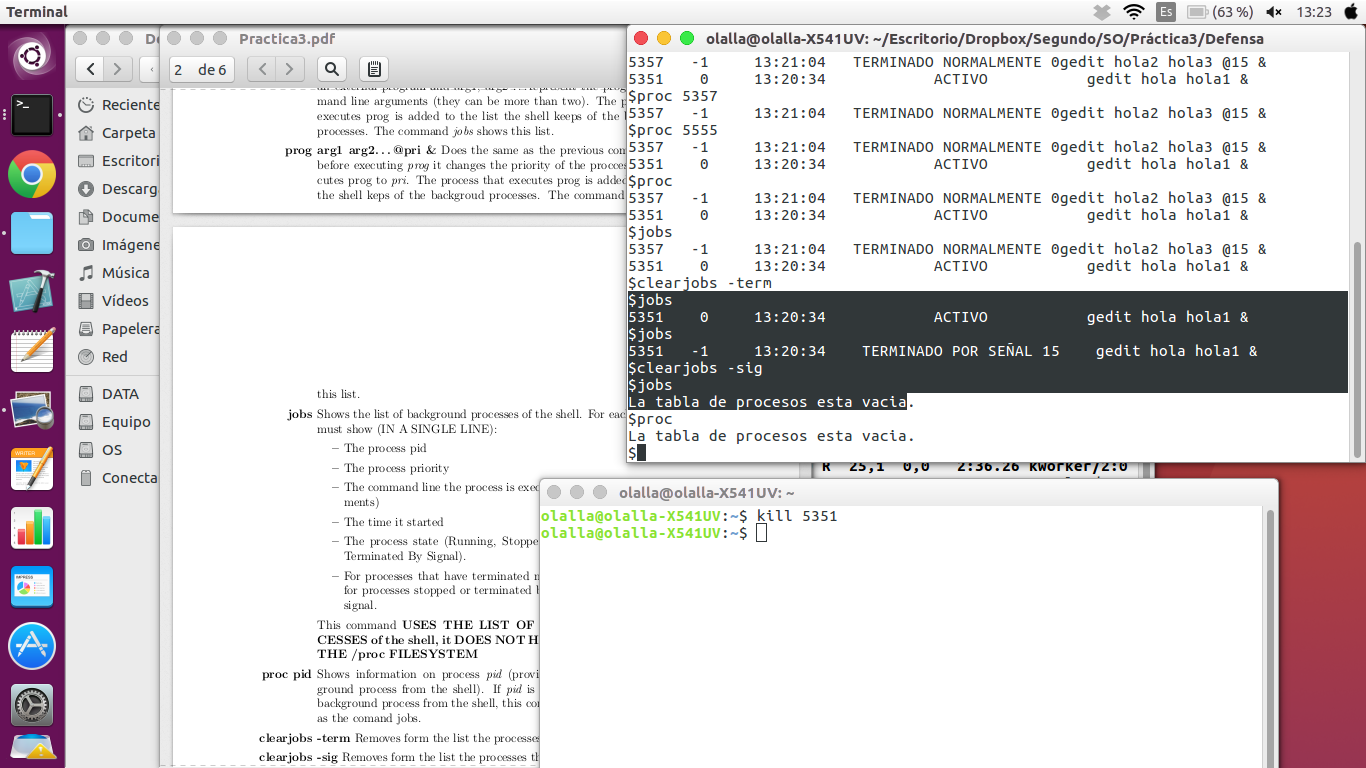 Terminal
Es
(63 %)
13:23
Reciente
Carpeta
Escritori
Descarg
Docume
Imágene
Música
Vídeos
Papelera
Red
DATA
Equipo
OS
Conecta
Practica3.pdf
2 de 6
mand line arguments (they can be more than two). The p
executes prog is added to the list the shell keeps of the b
processes. The command jobs shows this list.
prog arg1 arg2...@pri & Does the same as the previous com
before executing prog it changes the priority of the procces
cutes prog to pri. The process that executes prog is added
the shell keps of the backgroud processes. The command
this list.
jobs Shows the list of background processes of the shell. For eac
must show (IN A SINGLE LINE):
– The process pid
– The process priority
– The command line the process is exec
ments)
– The time it started
– The process state (Running, Stoppe
Terminated By Signal).
– For processes that have terminated n
for processes stopped or terminated b
signal.
This command USES THE LIST OF
CESSES of the shell, it DOES NOT H
THE /proc FILESYSTEM
proc pid Shows information on process pid (provi
ground process from the shell). If pid is
background process from the shell, this con
as the comand jobs.
clearjobs -term Removes form the list the processes
clearjobs -sig Removes form the list the processes th
olalla@olalla-X541UV: ~/Escritorio/Dropbox/Segundo/SO/Práctica3/Defensa
5357 -1 13:21:04 TERMINADO NORMALMENTE 0gedit hola2 hola3 @15 &
5351 0 13:20:34 ACTIVO gedit hola hola1 &
$proc 5357
5357 -1 13:21:04 TERMINADO NORMALMENTE 0gedit hola2 hola3 @15 &
$proc 5555
5357 -1 13:21:04 TERMINADO NORMALMENTE 0gedit hola2 hola3 @15 &
5351 0 13:20:34 ACTIVO gedit hola hola1 &
$proc
5357 -1 13:21:04 TERMINADO NORMALMENTE 0gedit hola2 hola3 @15 &
5351 0 13:20:34 ACTIVO gedit hola hola1 &
$jobs
5357 -1 13:21:04 TERMINADO NORMALMENTE 0gedit hola2 hola3 @15 &
5351 0 13:20:34 ACTIVO gedit hola hola1 &
$clearjobs -term
$jobs
5351 0 13:20:34 ACTIVO gedit hola hola1 &
$jobs
5351 -1 13:20:34 TERMINADO POR SEÑAL 15 gedit hola hola1 &
$clearjobs -sig
$jobs
La tabla de procesos esta vacia.
$proc
La tabla de procesos esta vacia.
$
R 25,1 0,0 2:36.26 kworker/2:0
olalla@olalla-X541UV: ~
olalla@olalla-X541UV:~$ kill 5351
olalla@olalla-X541UV:~$